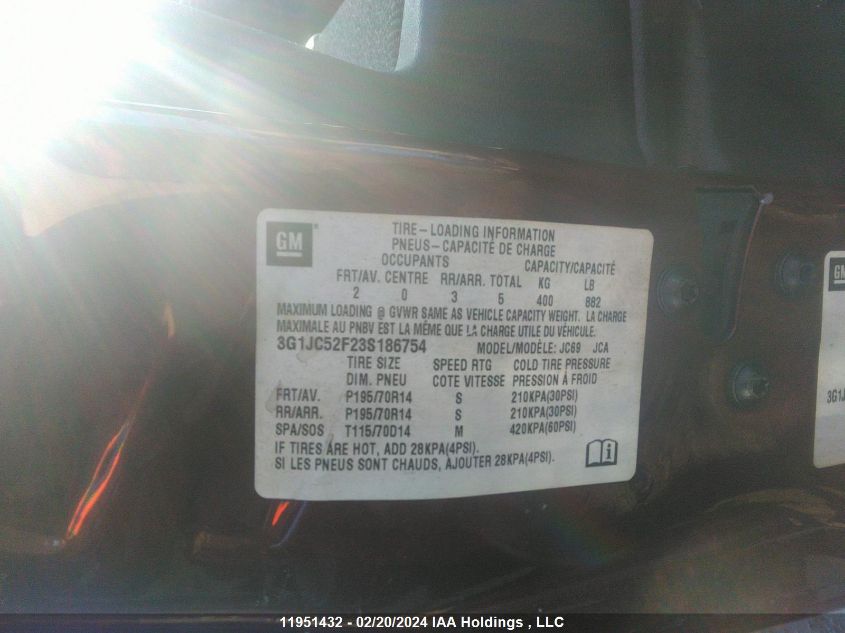 GM
TIRE-LOADING INFORMATION
PNEUS-CAPACITÉ DE CHARGE
OCCUPANTS CAPACITY/CAPACITÉ
FRT/AV. CENTRE RR/ARR. TOTAL KG LB
2 0 3 5 400 882
MAXIMUM LOADING @ GVWR SAME AS VEHICLE CAPACITY WEIGHT. LA CHARGE
MAXIMALE AU PNBV EST LA MÊME QUE LA CHARGE UTILE DU VÉHICULE.
3G1JC52F23S186754 MODEL/MODÈLE: JC69 JCA
TIRE SIZE SPEED RTG COLD TIRE PRESSURE
DIM. PNEU COTE VITESSE PRESSION À FROID
FRT/AV. P195/70R14 S 210KPA(30PSI)
RR/ARR. P195/70R14 S 210KPA(30PSI)
SPA/SOS T115/70D14 M 420KPA(60PSI)
IF TIRES ARE HOT, ADD 28KPA(4PSI).
SI LES PNEUS SONT CHAUDS, AJOUTER 28KPA(4PSI).
3G1J
11951432 - 02/20/2024 IAA Holdings , LLC